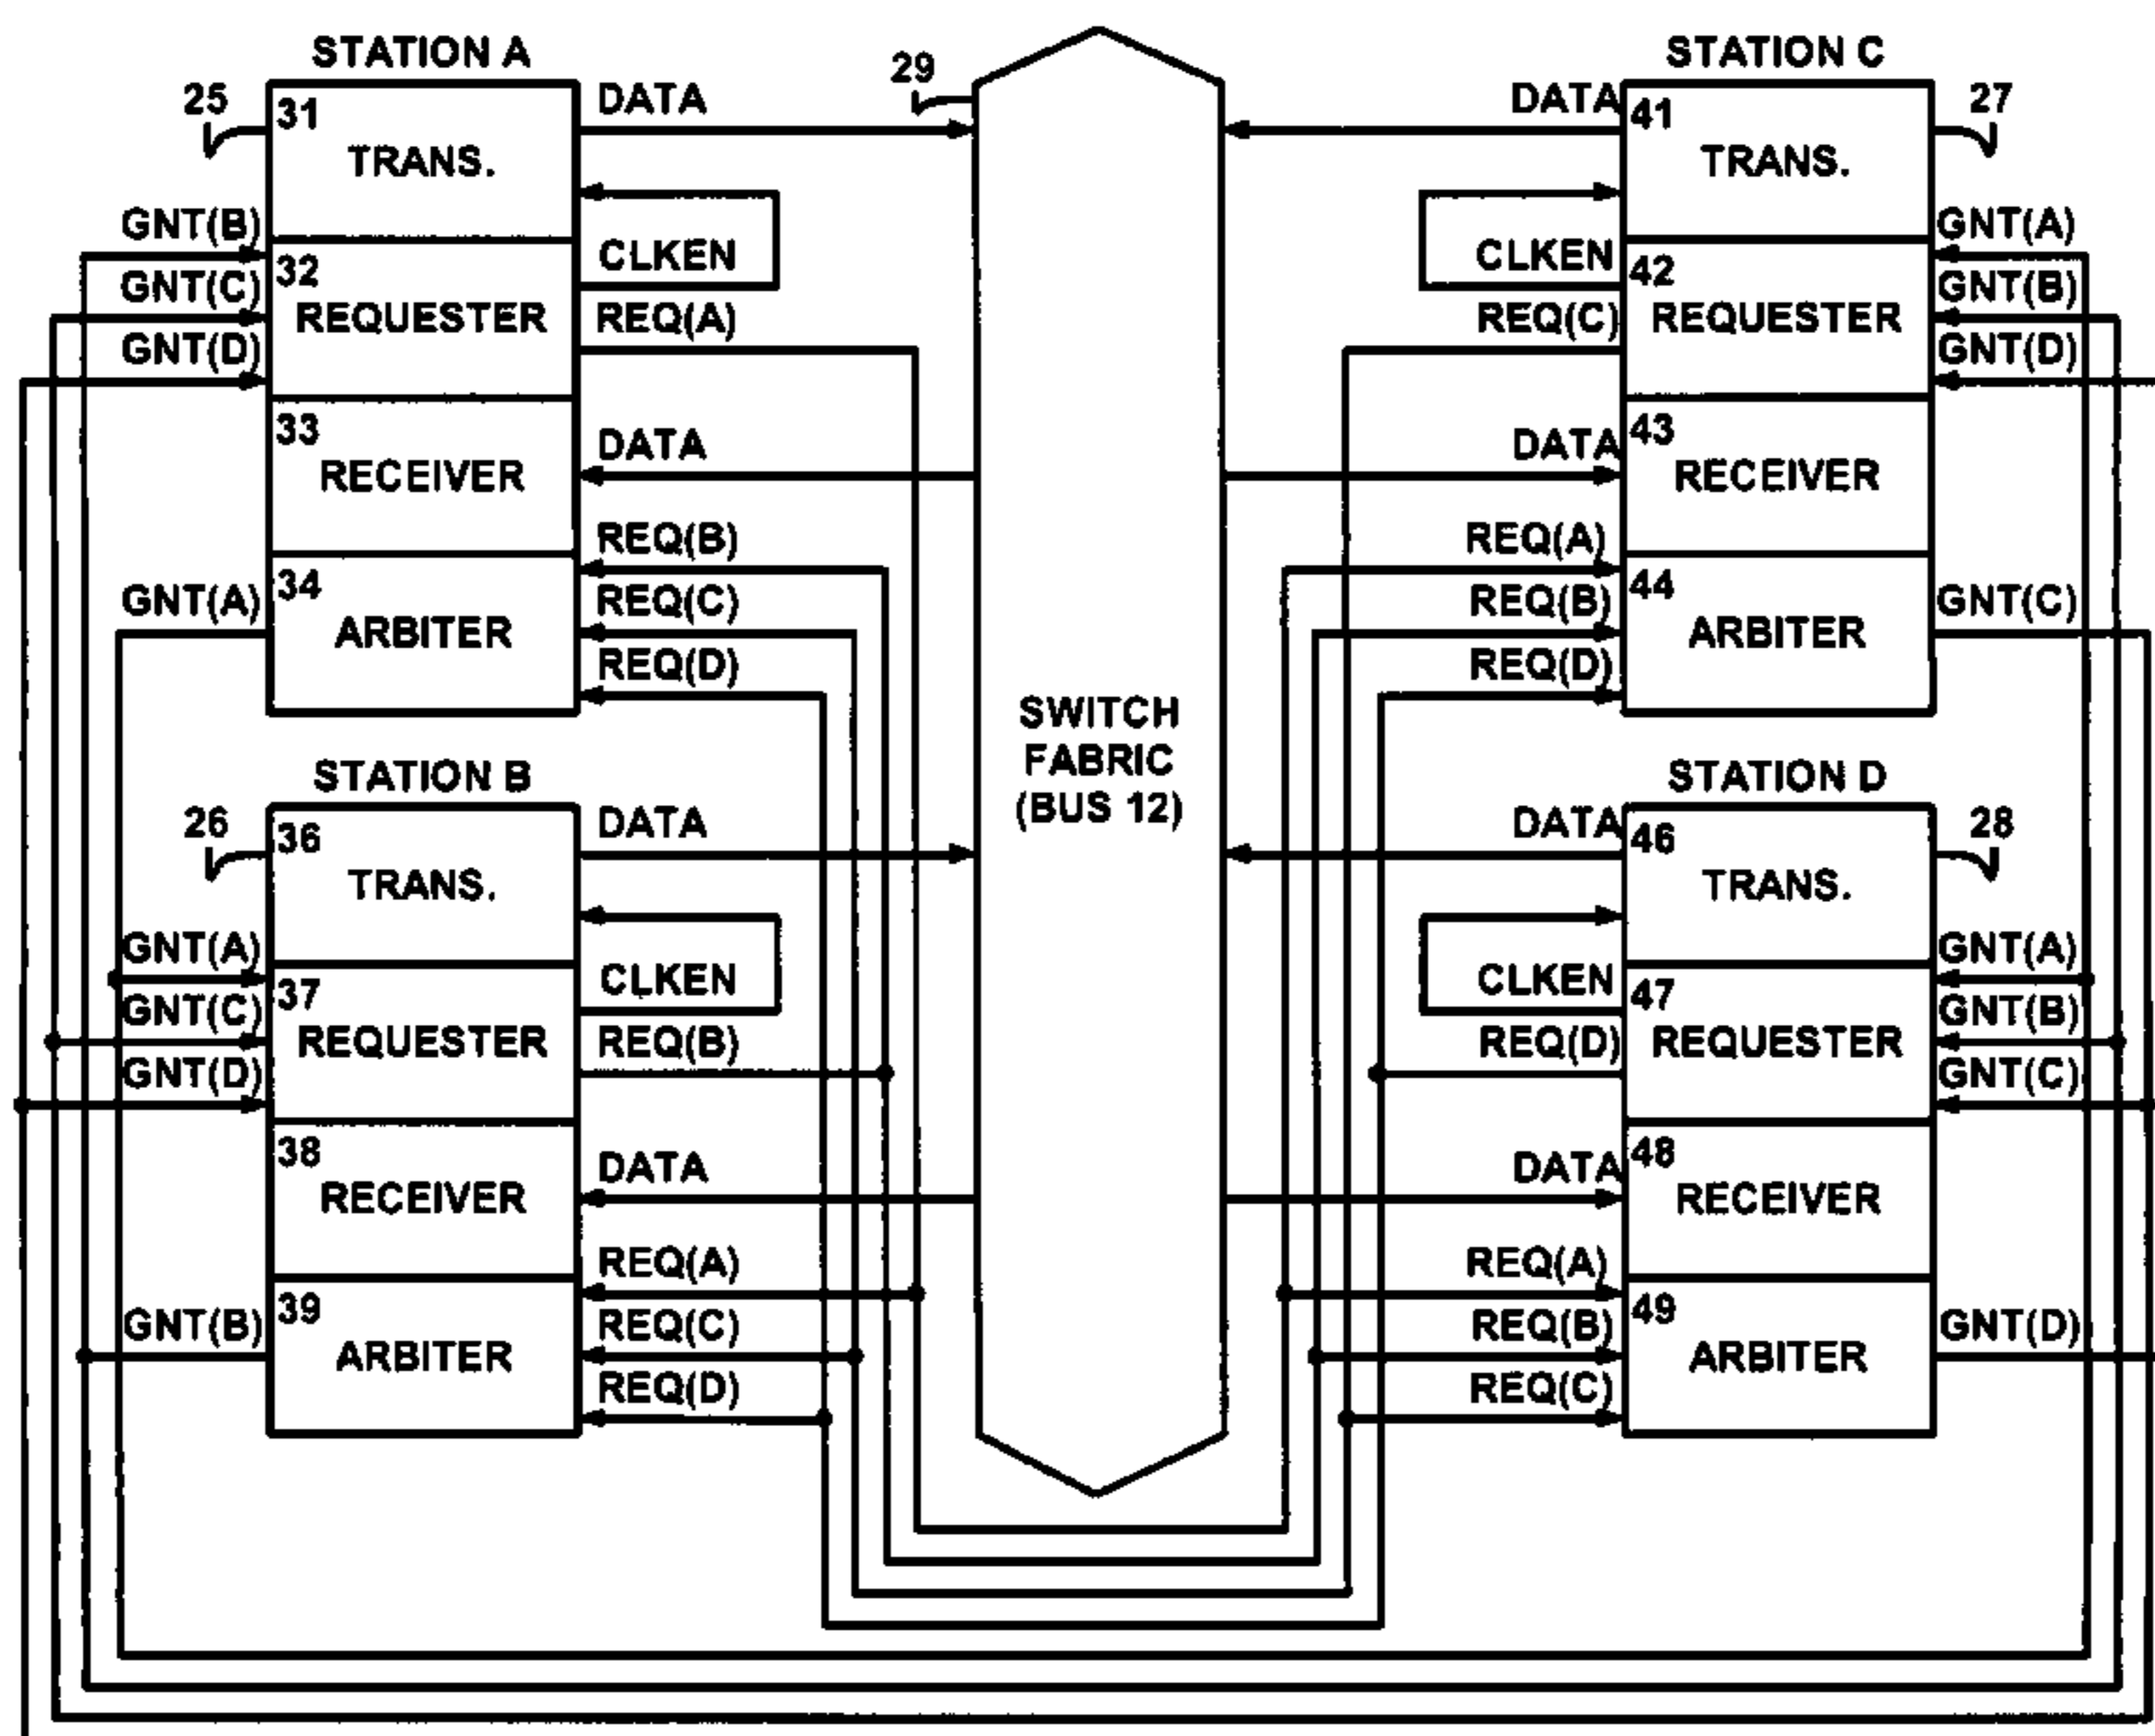 STATION A
25
31
TRANS.
DATA
GNT(B)
GNT(C)
GNT(D)
32
REQUESTER
CLKEN
REQ(A)
33
RECEIVER
DATA
GNT(A)
34
ARBITER
REQ(B)
REQ(C)
REQ(D)
STATION B
26
36
TRANS.
DATA
GNT(A)
GNT(C)
GNT(D)
37
REQUESTER
CLKEN
REQ(B)
38
RECEIVER
DATA
GNT(B)
39
ARBITER
REQ(A)
REQ(C)
REQ(D)
29
SWITCH
FABRIC
(BUS 12)
STATION C
DATA
41
TRANS.
27
CLKEN
REQ(C)
42
REQUESTER
GNT(A)
GNT(B)
GNT(D)
DATA
43
RECEIVER
REQ(A)
REQ(B)
REQ(D)
44
ARBITER
GNT(C)
STATION D
DATA
46
TRANS.
28
CLKEN
REQ(D)
47
REQUESTER
GNT(A)
GNT(B)
GNT(C)
DATA
48
RECEIVER
REQ(A)
REQ(B)
REQ(C)
49
ARBITER
GNT(D)